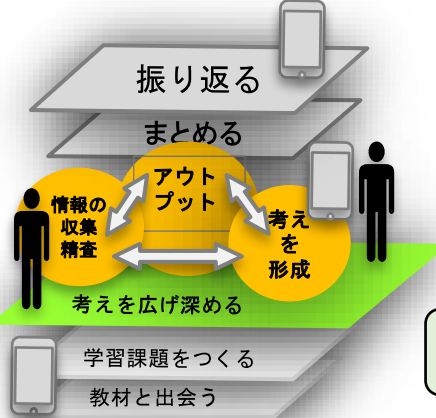 振り返る
まとめる
アウト
プット
情報の
収集
精査
考え
を
形成
考えを広げ深める
学習課題をつくる
教材と出会う